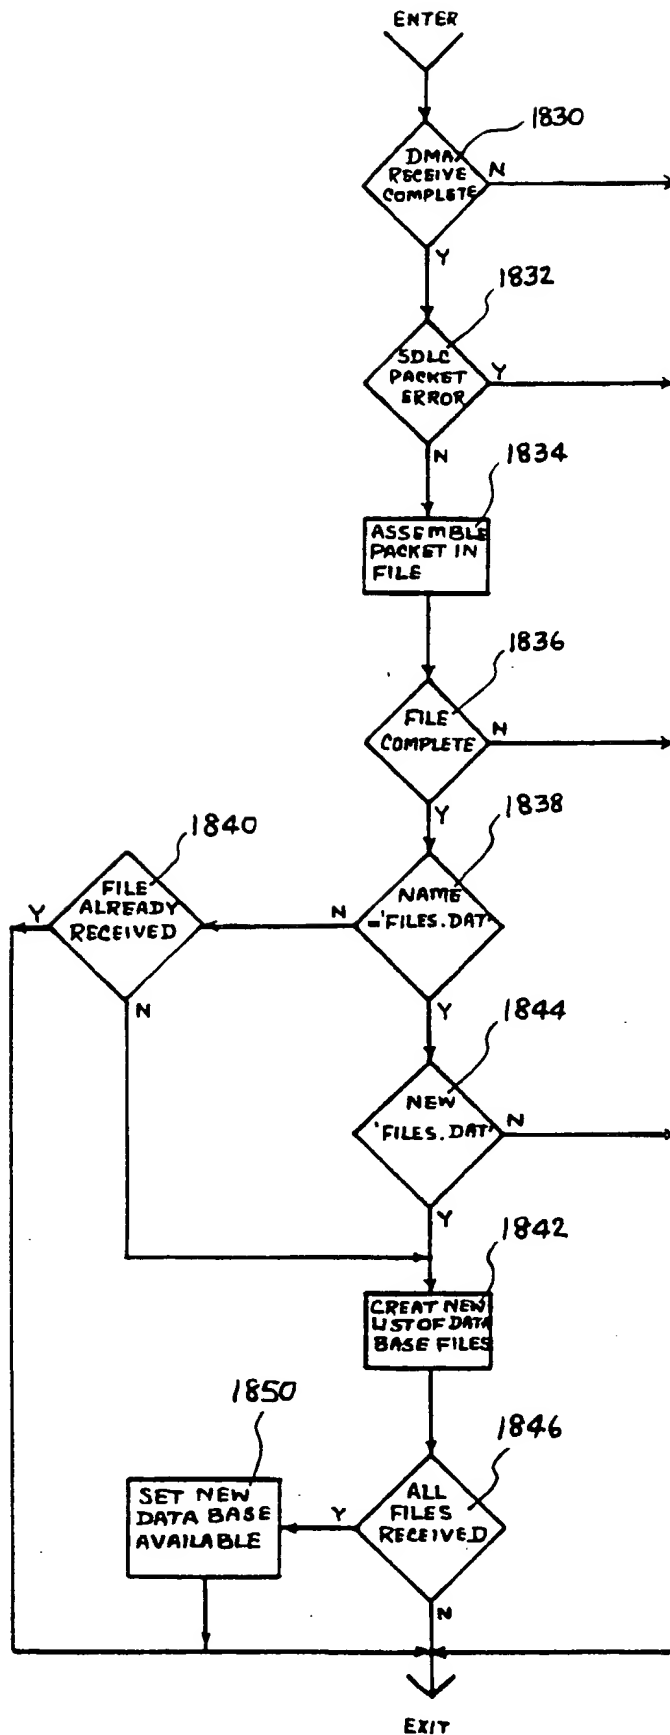 ENTER
1830
DMA
RECEIVE
COMPLETE
N
Y
1832
SDLC
PACKET
ERROR
Y
N
1834
ASSEMBLE
PACKET IN
FILE
1836
FILE
COMPLETE
N
Y
1838
NAME
='FILES.DAT'
N
Y
1840
FILE
ALREADY
RECEIVED
Y
N
1844
NEW
'FILES.DAT'
N
Y
1842
CREAT NEW
LIST OF DATA
BASE FILES
1846
ALL
FILES
RECEIVED
Y
N
1850
SET NEW
DATA BASE
AVAILABLE
EXIT